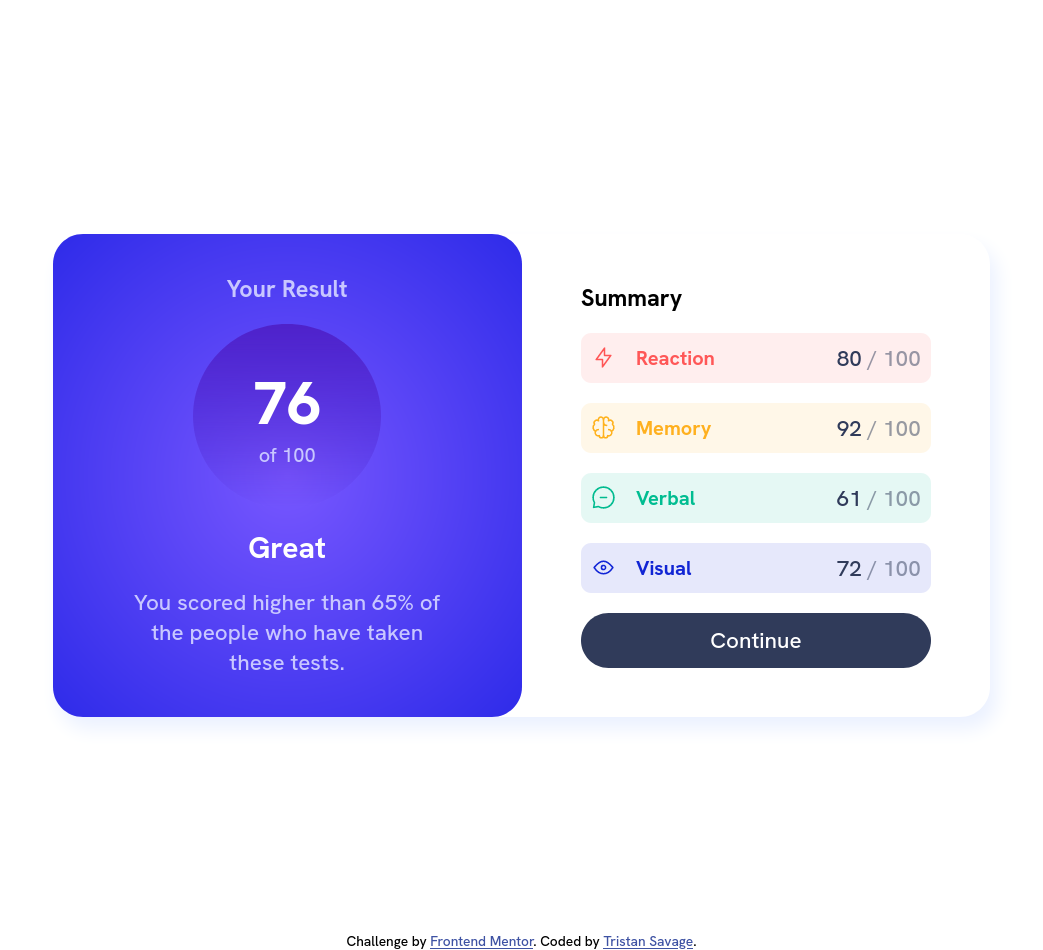 Your Result
76
of 100
Great
You scored higher than 65% of
the people who have taken
these tests.
Summary
Reaction 80 / 100
Memory 92 / 100
Verbal 61 / 100
Visual 72 / 100
Continue
Challenge by Frontend Mentor. Coded by Tristan Savage.